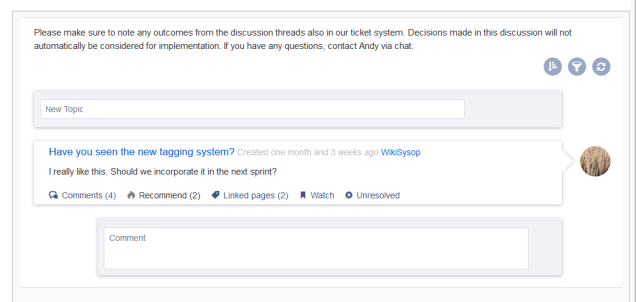 Please make sure to note any outcomes from the discussion threads also in our ticket system. Decisions made in this discussion will not
automatically be considered for implementation. If you have any questions, contact Andy via chat.
New Topic
Have you seen the new tagging system? Created one month and 3 weeks ago WikiSysop
I really like this. Should we incorporate it in the next sprint?
Comments (4) Recommend (2) Linked pages (2) Watch Unresolved
Comment